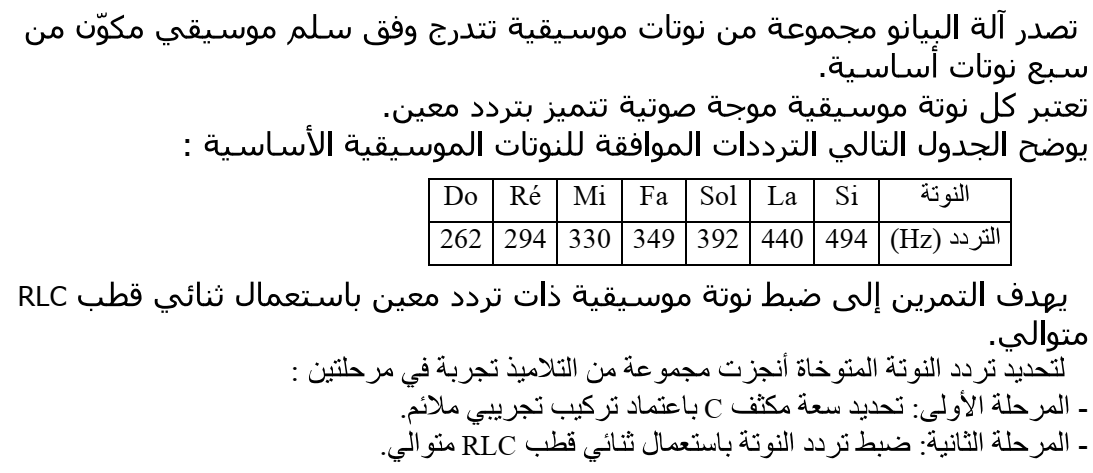 تصدر آلة البيانو مجموعة من نوتات موسيقية تتدرج وفق سلم موسيقي مكوّن من
سبع نوتات أساسية.
تعتبر كل نوتة موسيقية موجة صوتية تتميز بتردد معين.
يوضح الجدول التالي الترددات الموافقة للنوتات الموسيقية الأساسية :
النوتة Si La Sol Fa Mi Ré Do
التردد (Hz) 494 440 392 349 330 294 262
يهدف التمرين إلى ضبط نوتة موسيقية ذات تردد معين باستعمال ثنائي قطب RLC
متوالي.
لتحديد تردد النوتة المتوخاة أنجزت مجموعة من التلاميذ تجربة في مرحلتين :
- المرحلة الأولى: تحديد سعة مكثف C باعتماد تركيب تجريبي ملائم.
- المرحلة الثانية: ضبط تردد النوتة باستعمال ثنائي قطب RLC متوالي.